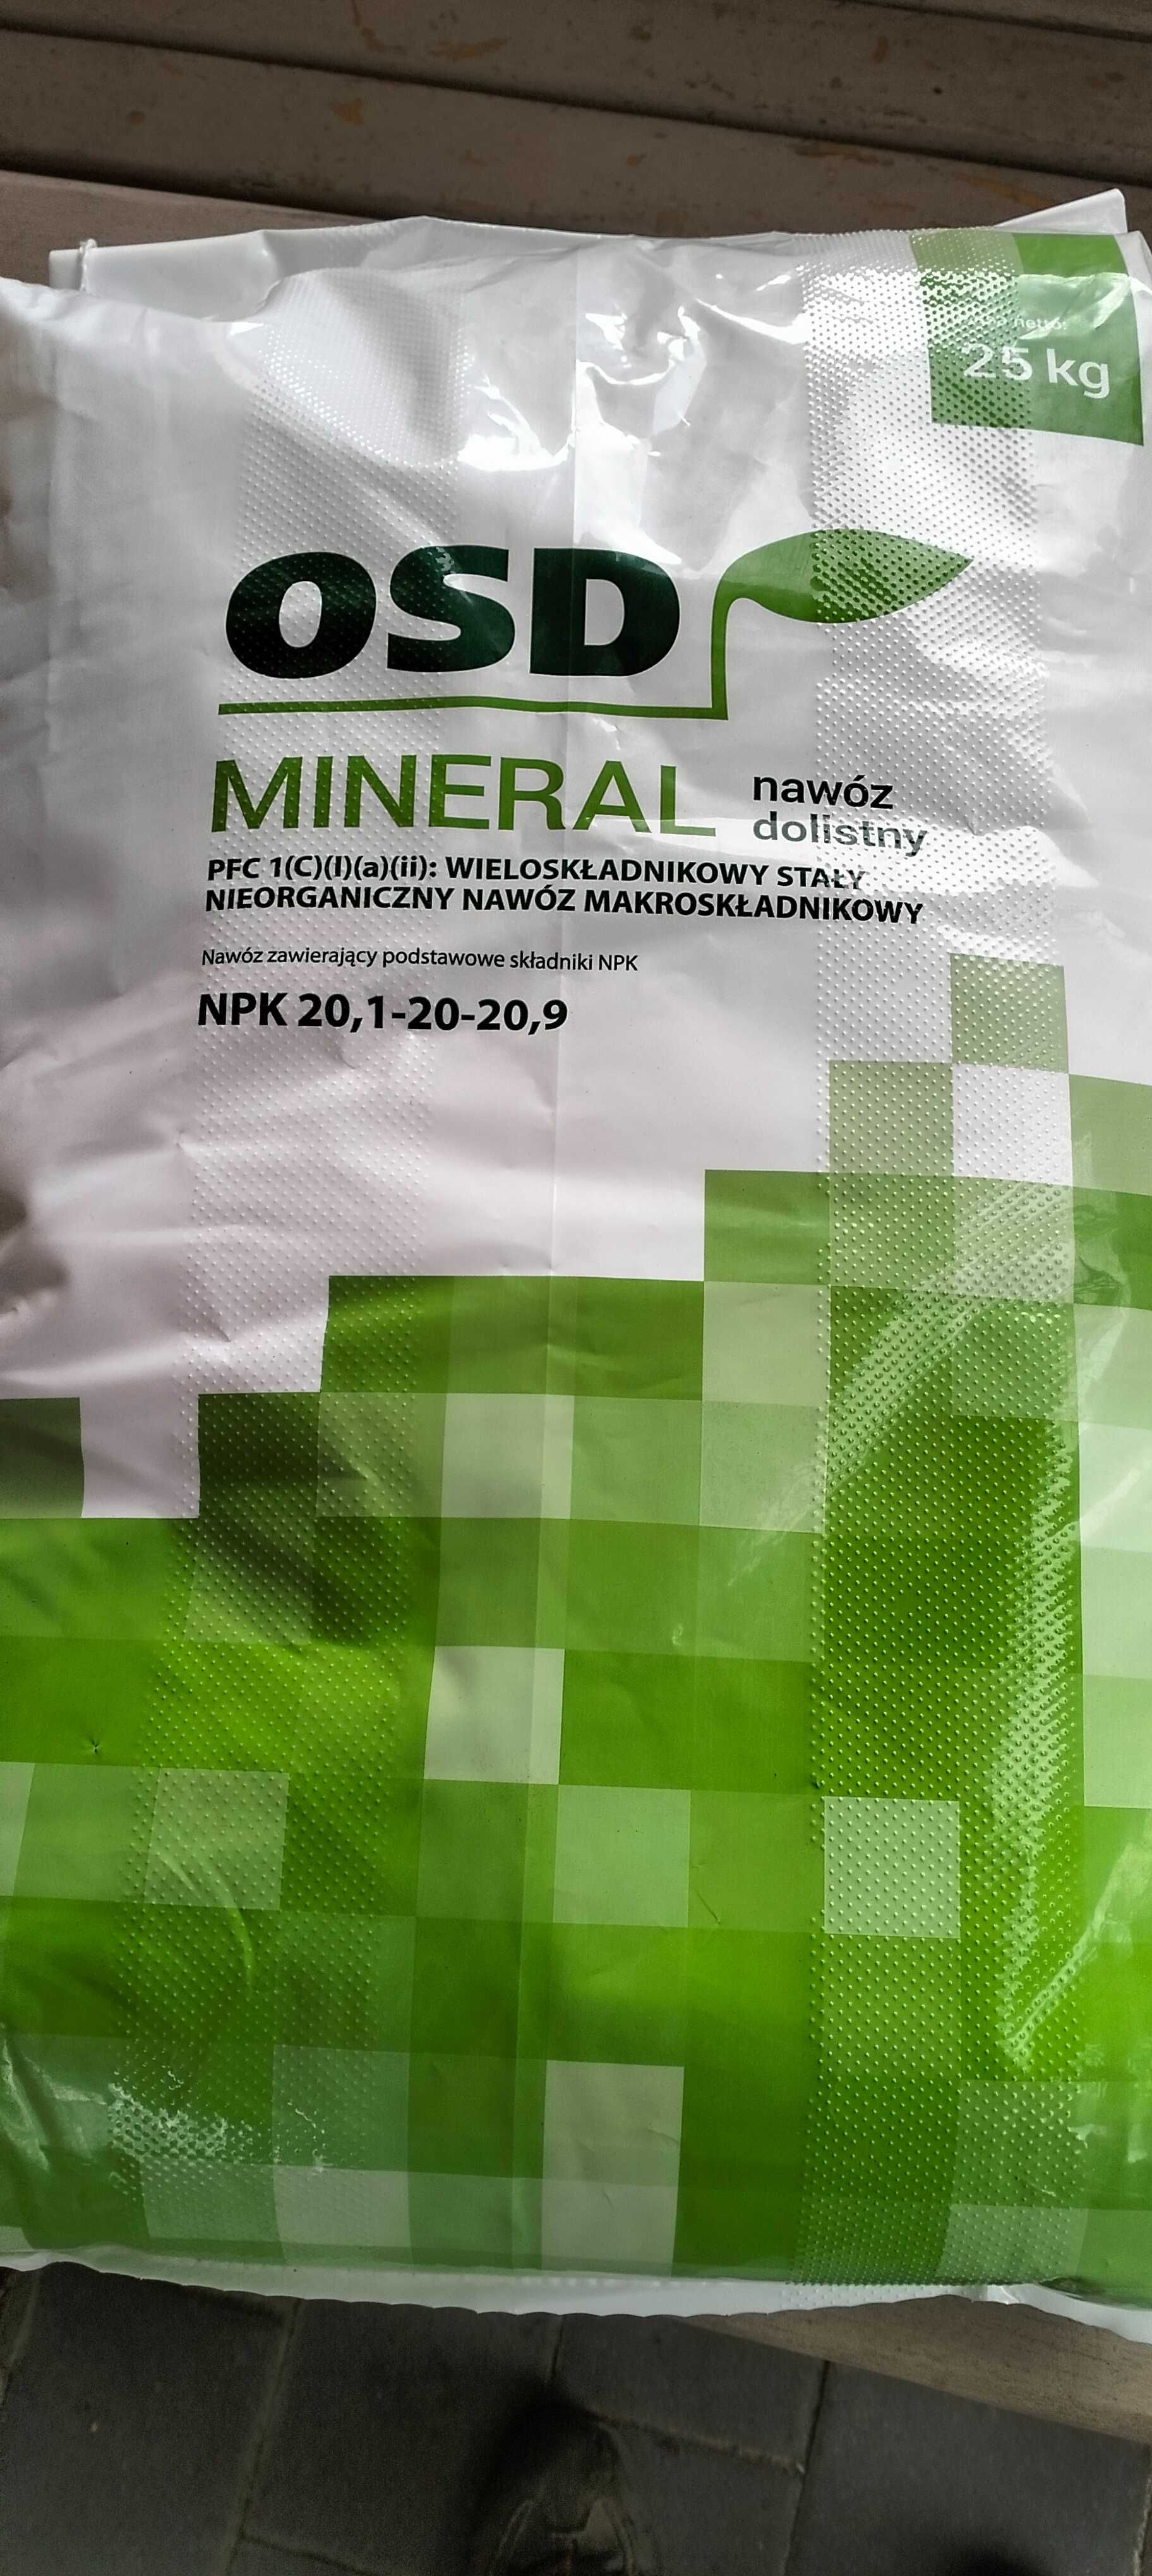 netto:
25 kg
OSD
MINERAL
nawóz
dolistny
PFC 1(C)(I)(a)(ii): WIELOSKŁADNIKOWY STAŁY
NIEORGANICZNY NAWÓZ MAKROSKŁADNIKOWY
Nawóz zawierający podstawowe składniki NPK
NPK 20,1-20-20,9